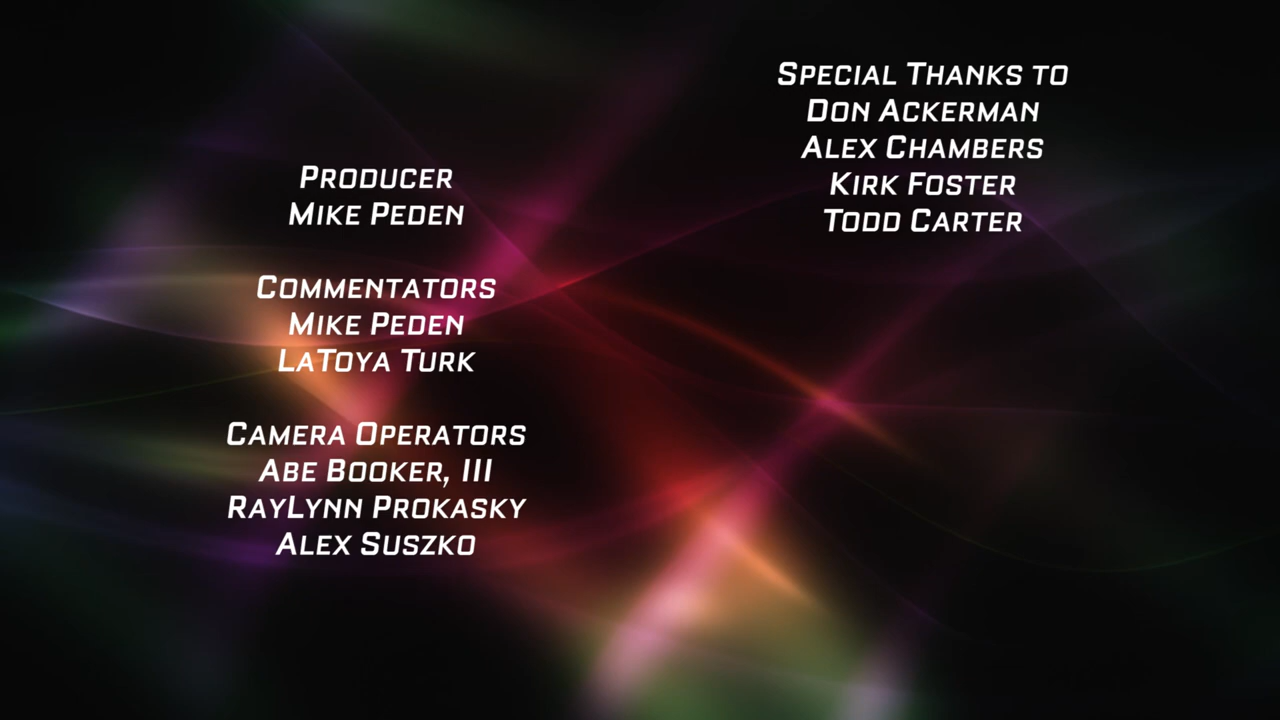 Producer
Mike Peden
Commentators
Mike Peden
LaToya Turk
Camera Operators
Abe Booker, III
RayLynn Prokasky
Alex Suszko
Special Thanks to
Don Ackerman
Alex Chambers
Kirk Foster
Todd Carter